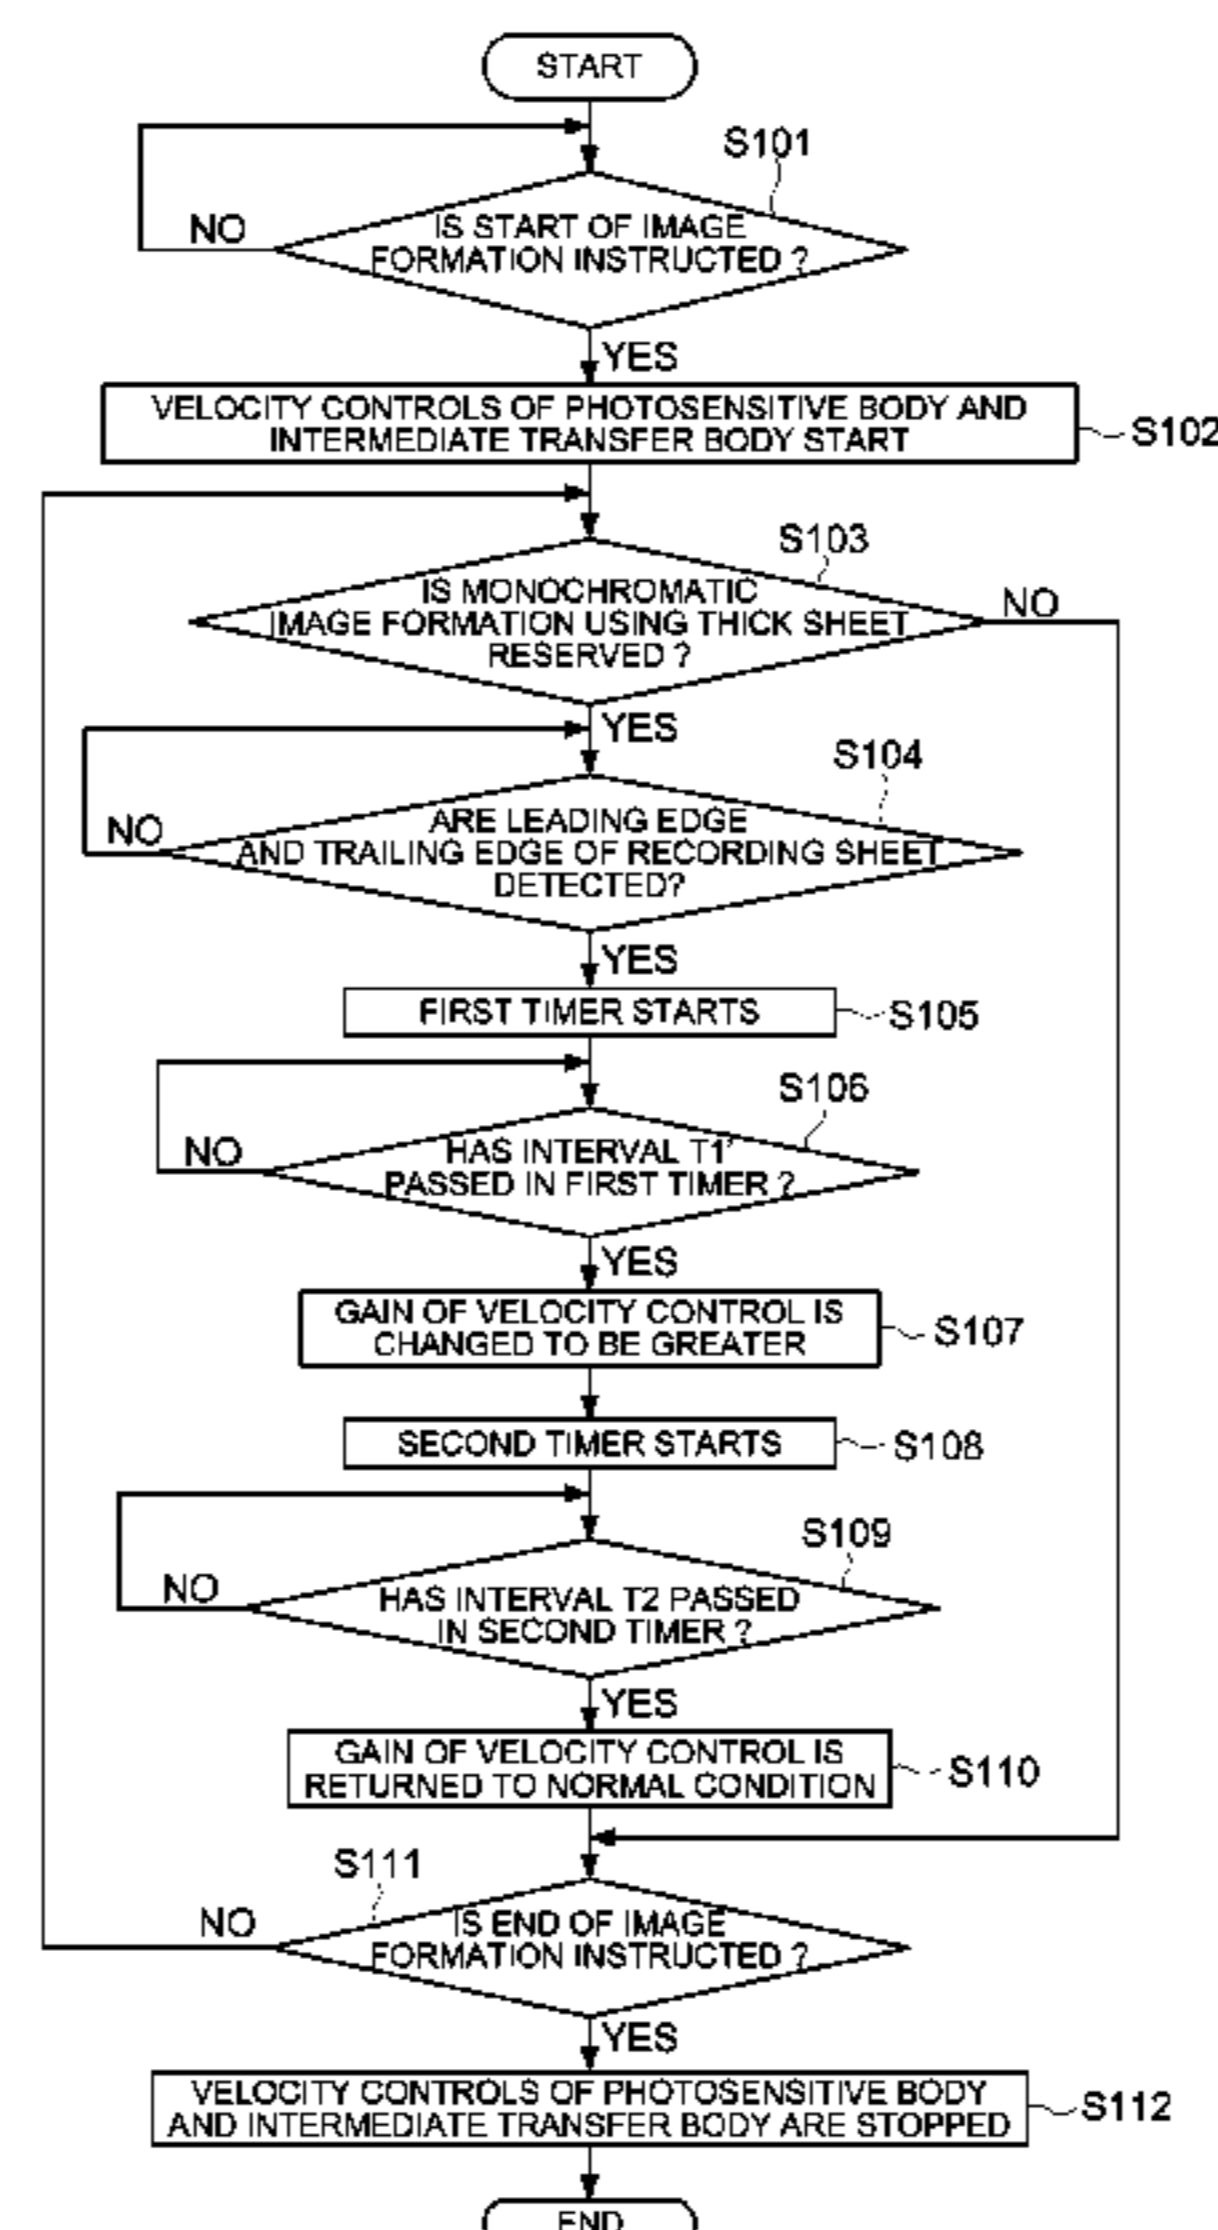 START
S101
IS START OF IMAGE
FORMATION INSTRUCTED ?
NO
YES
VELOCITY CONTROLS OF PHOTOSENSITIVE BODY AND
INTERMEDIATE TRANSFER BODY START
S102
S103
IS MONOCHROMATIC
IMAGE FORMATION USING THICK SHEET
RESERVED ?
NO
YES
S104
ARE LEADING EDGE
AND TRAILING EDGE OF RECORDING SHEET
DETECTED?
NO
YES
FIRST TIMER STARTS
S105
S106
HAS INTERVAL T1'
PASSED IN FIRST TIMER ?
NO
YES
GAIN OF VELOCITY CONTROL IS
CHANGED TO BE GREATER
S107
SECOND TIMER STARTS
S108
S109
HAS INTERVAL T2 PASSED
IN SECOND TIMER ?
NO
YES
GAIN OF VELOCITY CONTROL IS
RETURNED TO NORMAL CONDITION
S110
S111
IS END OF IMAGE
FORMATION INSTRUCTED ?
NO
YES
VELOCITY CONTROLS OF PHOTOSENSITIVE BODY
AND INTERMEDIATE TRANSFER BODY ARE STOPPED
S112
END